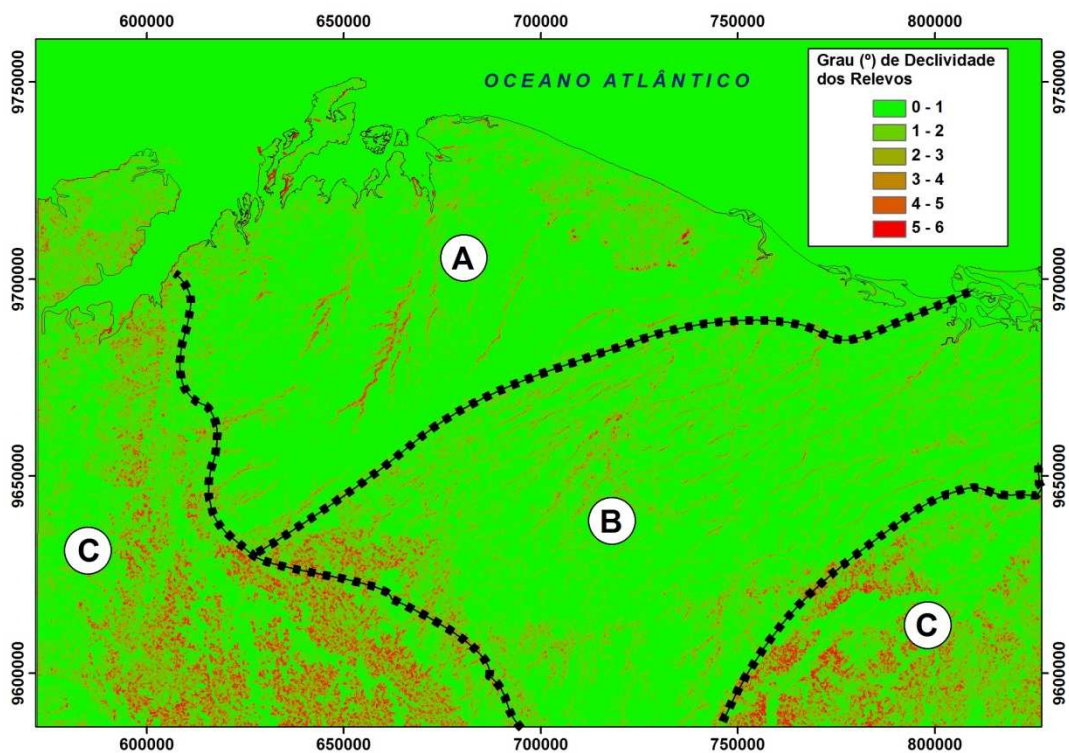 600000 650000 700000 750000 800000
9750000 9750000
OCEANO ATLÂNTICO
Grau (º) de Declividade
dos Relevos
0 - 1
1 - 2
2 - 3
3 - 4
4 - 5
5 - 6
A
9700000 9700000
9650000 9650000
B
C
C
9600000 9600000
600000 650000 700000 750000 800000